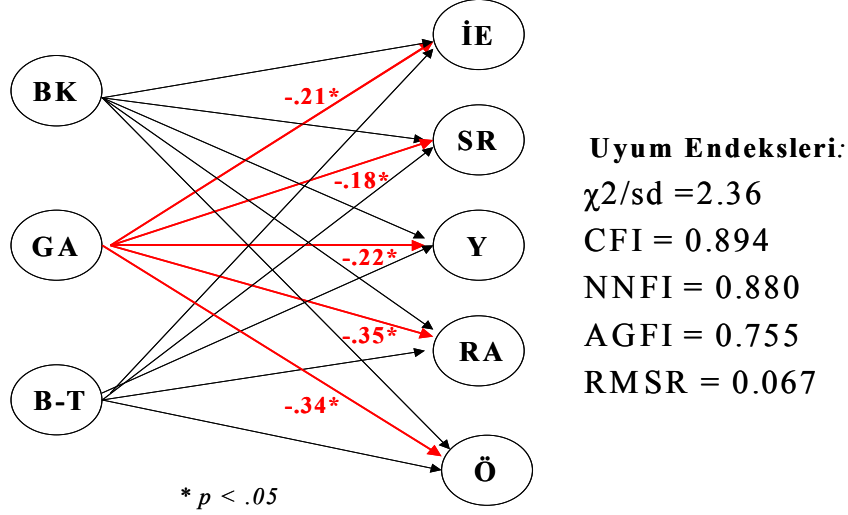 BK
GA
B-T
İE
SR
Y
RA
Ö
-.21*
-.18*
-.22*
-.35*
-.34*
* p < .05
Uyum Endeksleri:
χ2/sd =2.36
CFI = 0.894
NNFI = 0.880
AGFI = 0.755
RMSR = 0.067